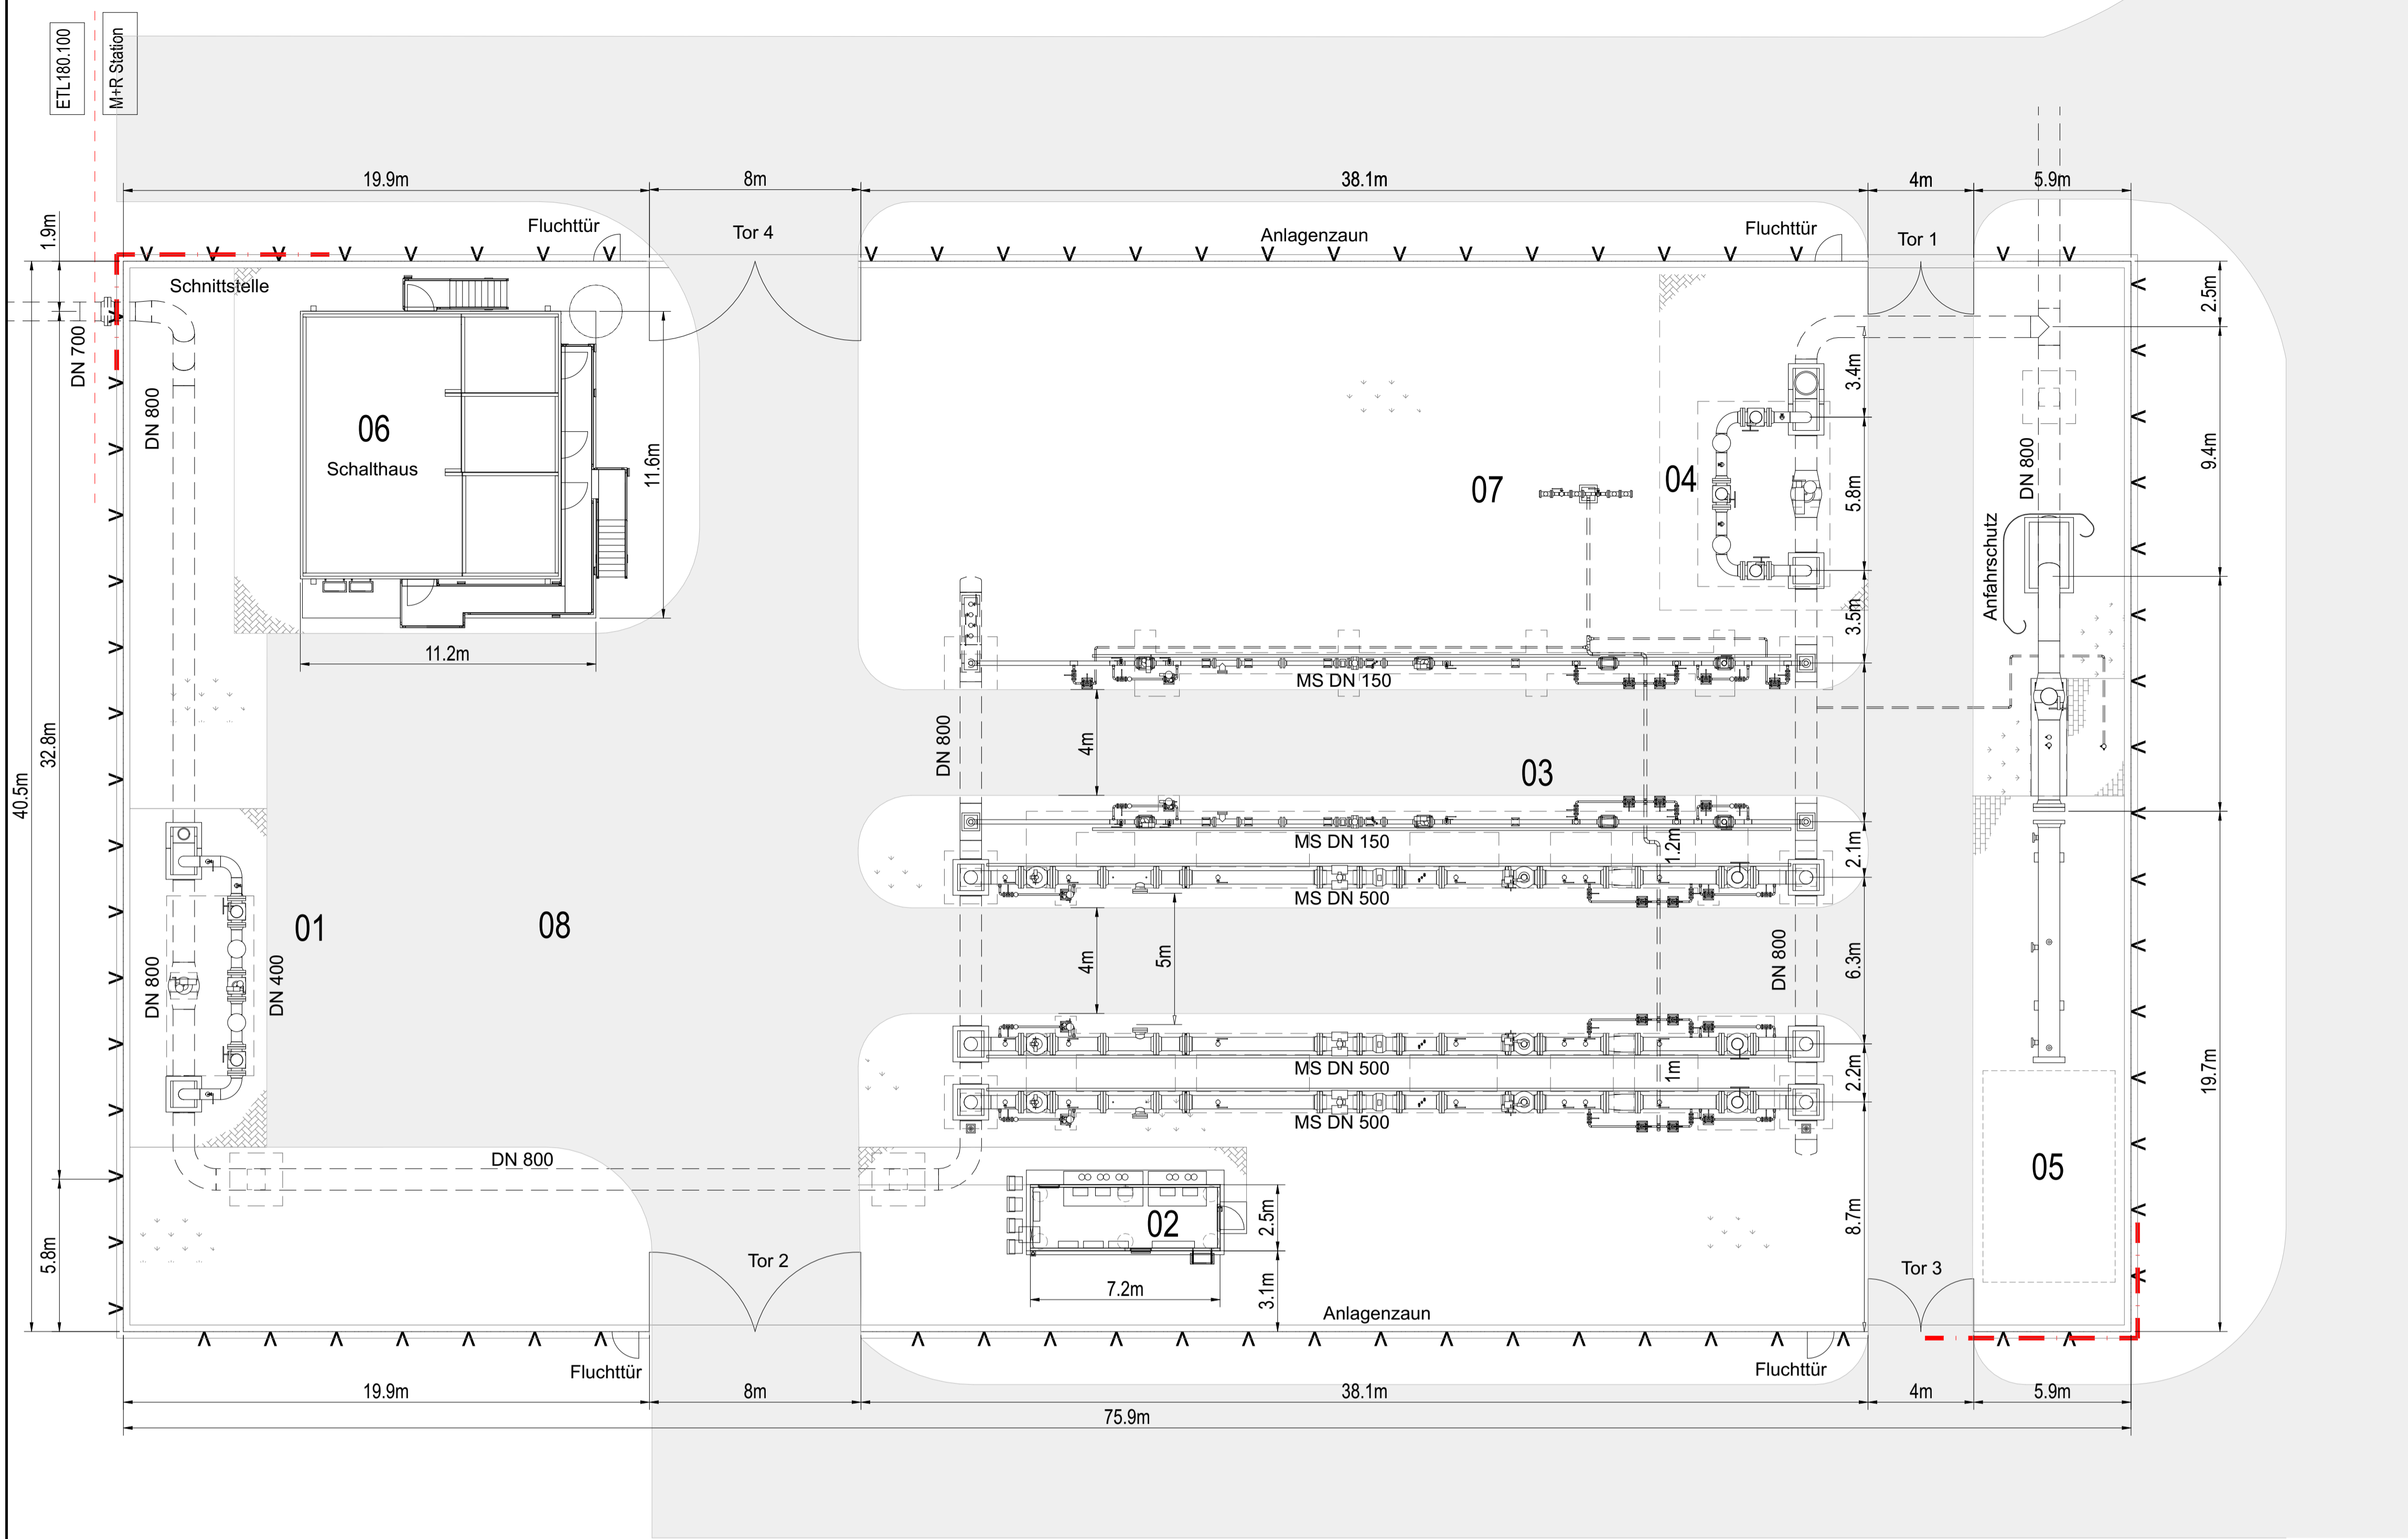 ETL180.100
M+R Station
19.9m
8m
38.1m
4m
5.9m
1.9m
Fluchttür
Tor 4
Anlagenzaun
Fluchttür
Tor 1
Schnittstelle
2.5m
DN 700
DN 800
06
Schalthaus
11.6m
11.2m
07
04
3.4m
5.8m
3.5m
DN 800
9.4m
Anfahrschutz
MS DN 150
DN 800
4m
03
32.8m
40.5m
MS DN 150
1.2m
2.1m
MS DN 500
01
08
DN 800
DN 400
4m
5m
DN 800
6.3m
MS DN 500
1m
2.2m
19.7m
MS DN 500
DN 800
02
2.5m
8.7m
05
5.8m
Tor 2
7.2m
3.1m
Tor 3
Anlagenzaun
Fluchttür
Fluchttür
19.9m
8m
38.1m
4m
5.9m
75.9m